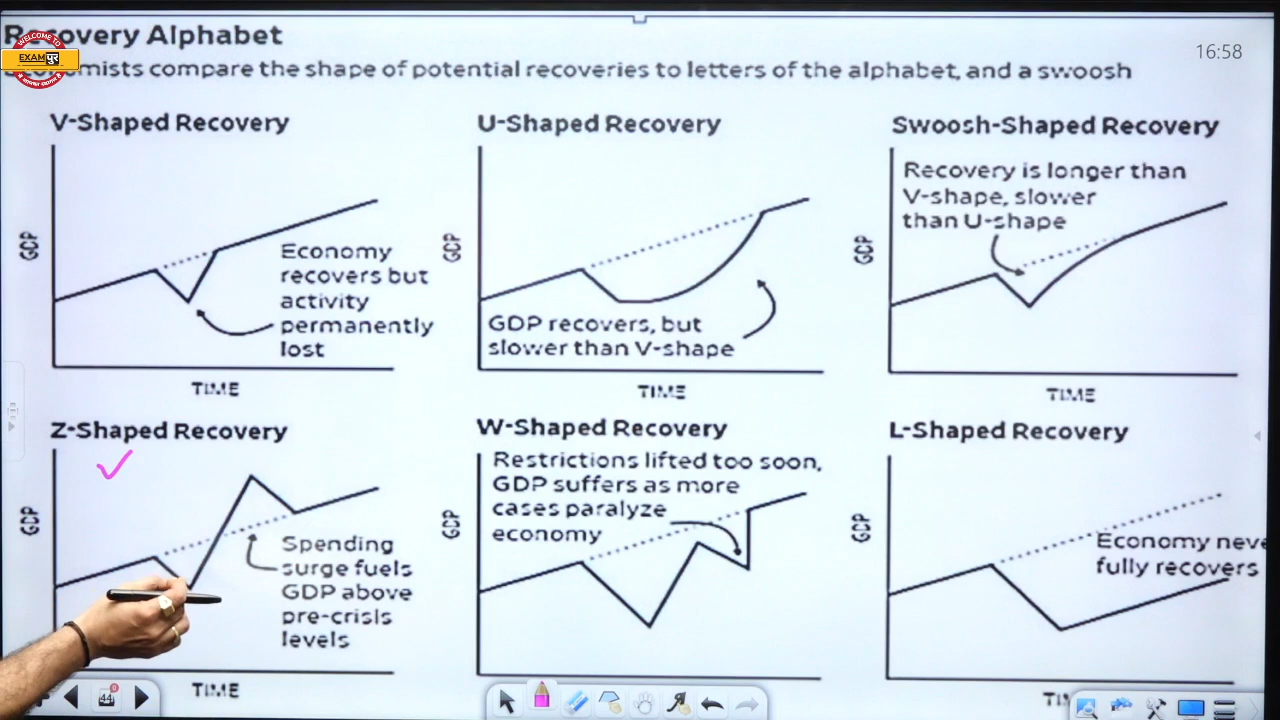 Recovery Alphabet
WELCOME TO
EXAM पुर
mists compare the shape of potential recoveries to letters of the alphabet, and a swoosh
16:58
V-Shaped Recovery
GDP
Economy
recovers but
activity
permanently
lost
TIME
U-Shaped Recovery
GDP
GDP recovers, but
slower than V-shape
TIME
Swoosh-Shaped Recovery
Recovery is longer than
V-shape, slower
than U-shape
GDP
TIME
Z-Shaped Recovery
GDP
Spending
surge fuels
GDP above
pre-crisis
levels
TIME
W-Shaped Recovery
Restrictions lifted too soon,
GDP suffers as more
cases paralyze
economy
GDP
L-Shaped Recovery
GDP
Economy neve
fully recovers
TI
44